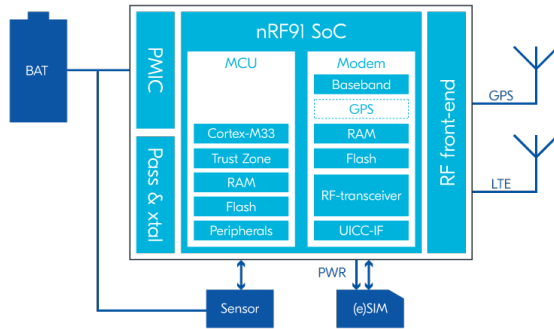 BAT
PMIC
Pass & xtal
nRF91 SoC
MCU
Cortex-M33
Trust Zone
RAM
Flash
Peripherals
Modem
Baseband
GPS
RAM
Flash
RF-transceiver
UICC-IF
RF front-end
GPS
LTE
PWR
Sensor
(e)SIM